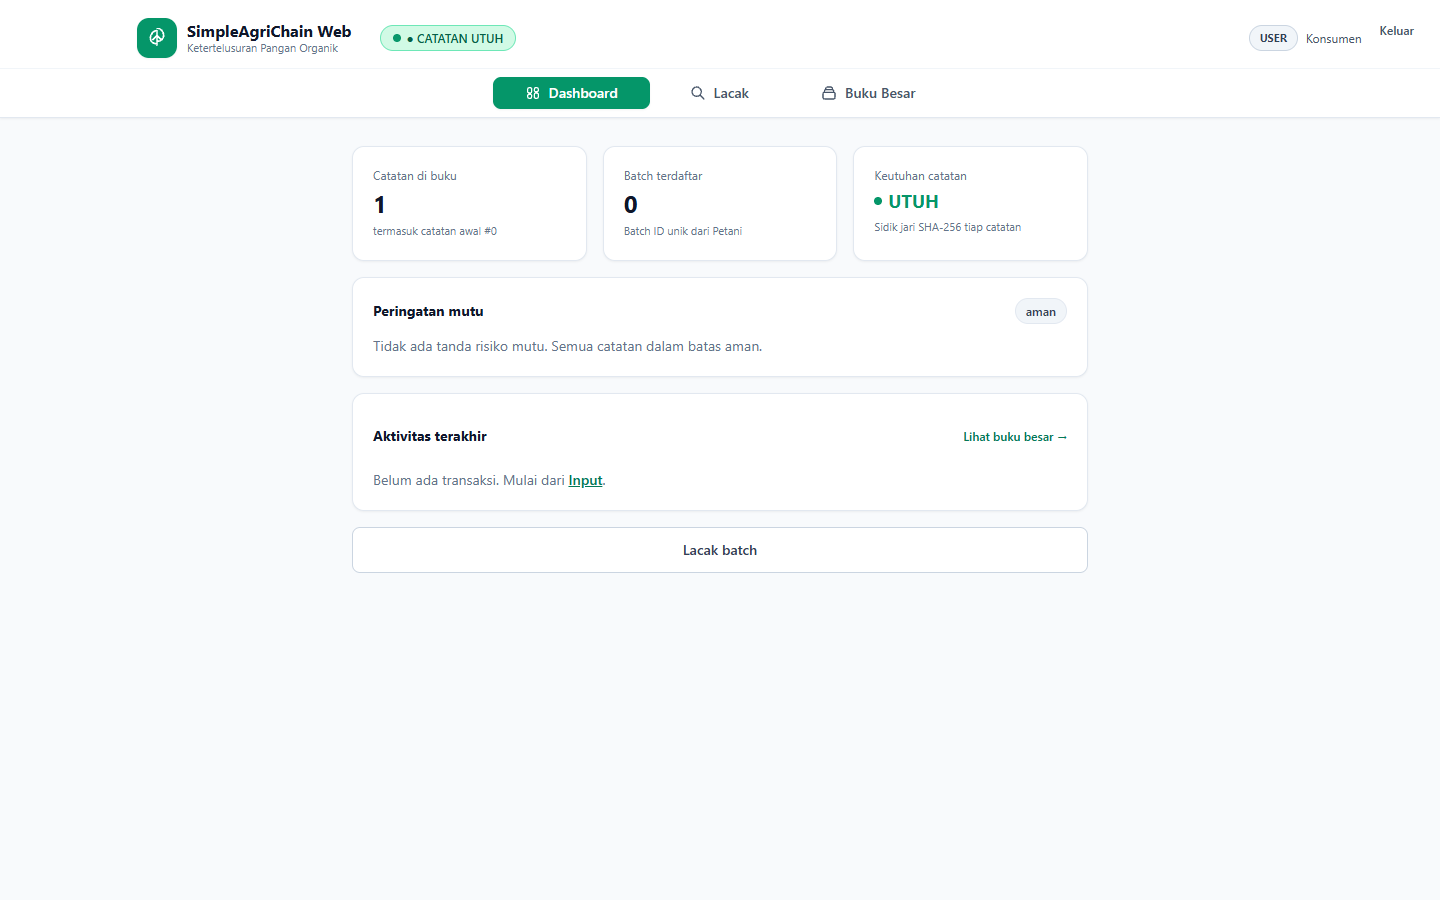 SimpleAgriChain Web
Ketertelusuran Pangan Organik
● CATATAN UTUH
USER
Konsumen
Keluar
Dashboard
Lacak
Buku Besar
Catatan di buku
1
termasuk catatan awal #0
Batch terdaftar
0
Batch ID unik dari Petani
Keutuhan catatan
UTUH
Sidik jari SHA-256 tiap catatan
Peringatan mutu
aman
Tidak ada tanda risiko mutu. Semua catatan dalam batas aman.
Aktivitas terakhir
Lihat buku besar →
Belum ada transaksi. Mulai dari Input.
Lacak batch